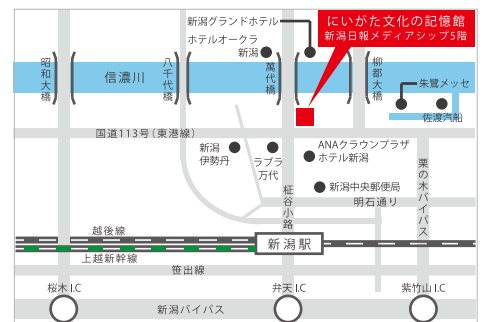 新潟グランドホテル
ホテルオークラ
新潟
にいがた文化の記憶館
新潟日報メディアシップ5階
昭和大橋
信濃川
八千代橋
萬代橋
柳都大橋
朱鷺メッセ
佐渡汽船
国道113号(東港線)
新潟
伊勢丹
ラブラ
万代
ANAクラウンプラザ
ホテル新潟
新潟中央郵便局
明石通り
柾谷小路
栗の木バイパス
越後線
新潟駅
上越新幹線
笹出線
桜木I.C
弁天I.C
紫竹山I.C
新潟バイパス